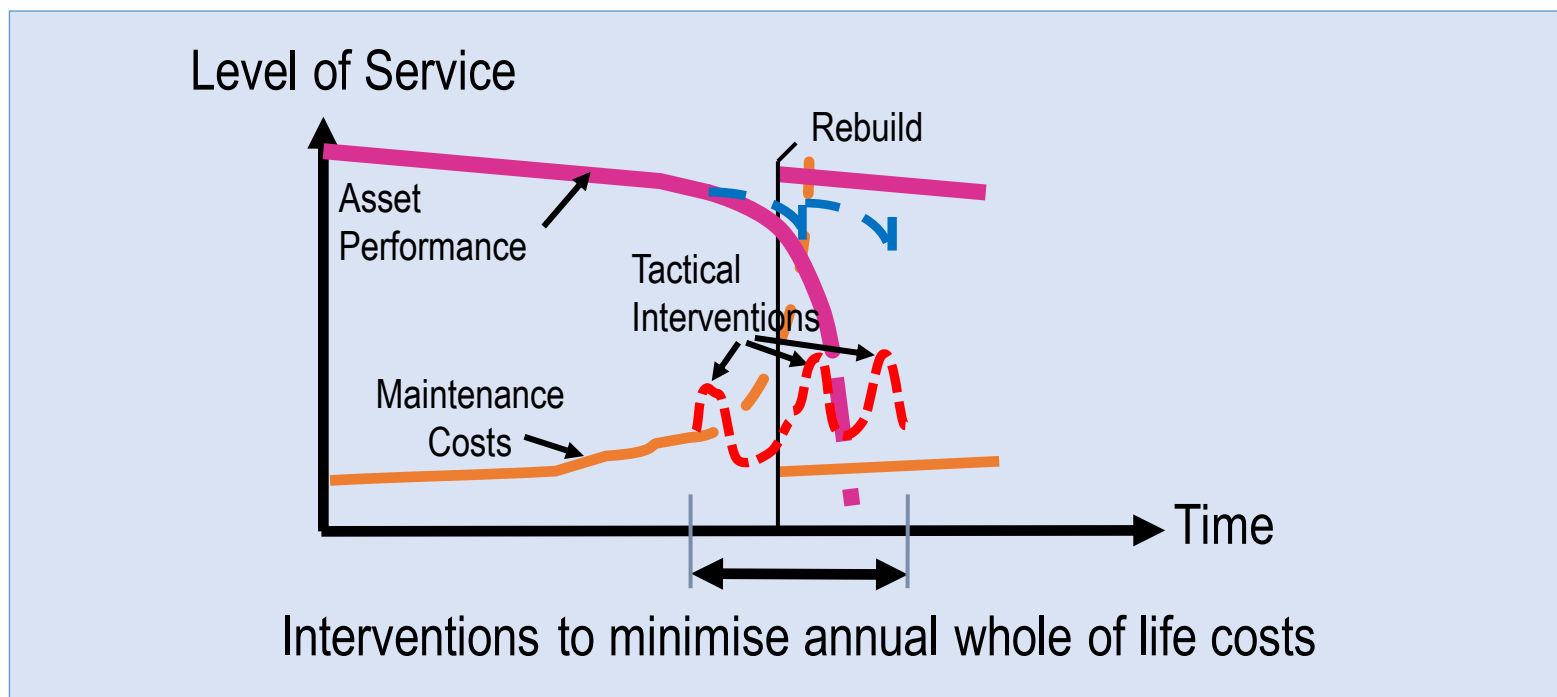 Level of Service
Rebuild
Asset
Performance
Tactical
Interventions
Maintenance
Costs
Time
Interventions to minimise annual whole of life costs